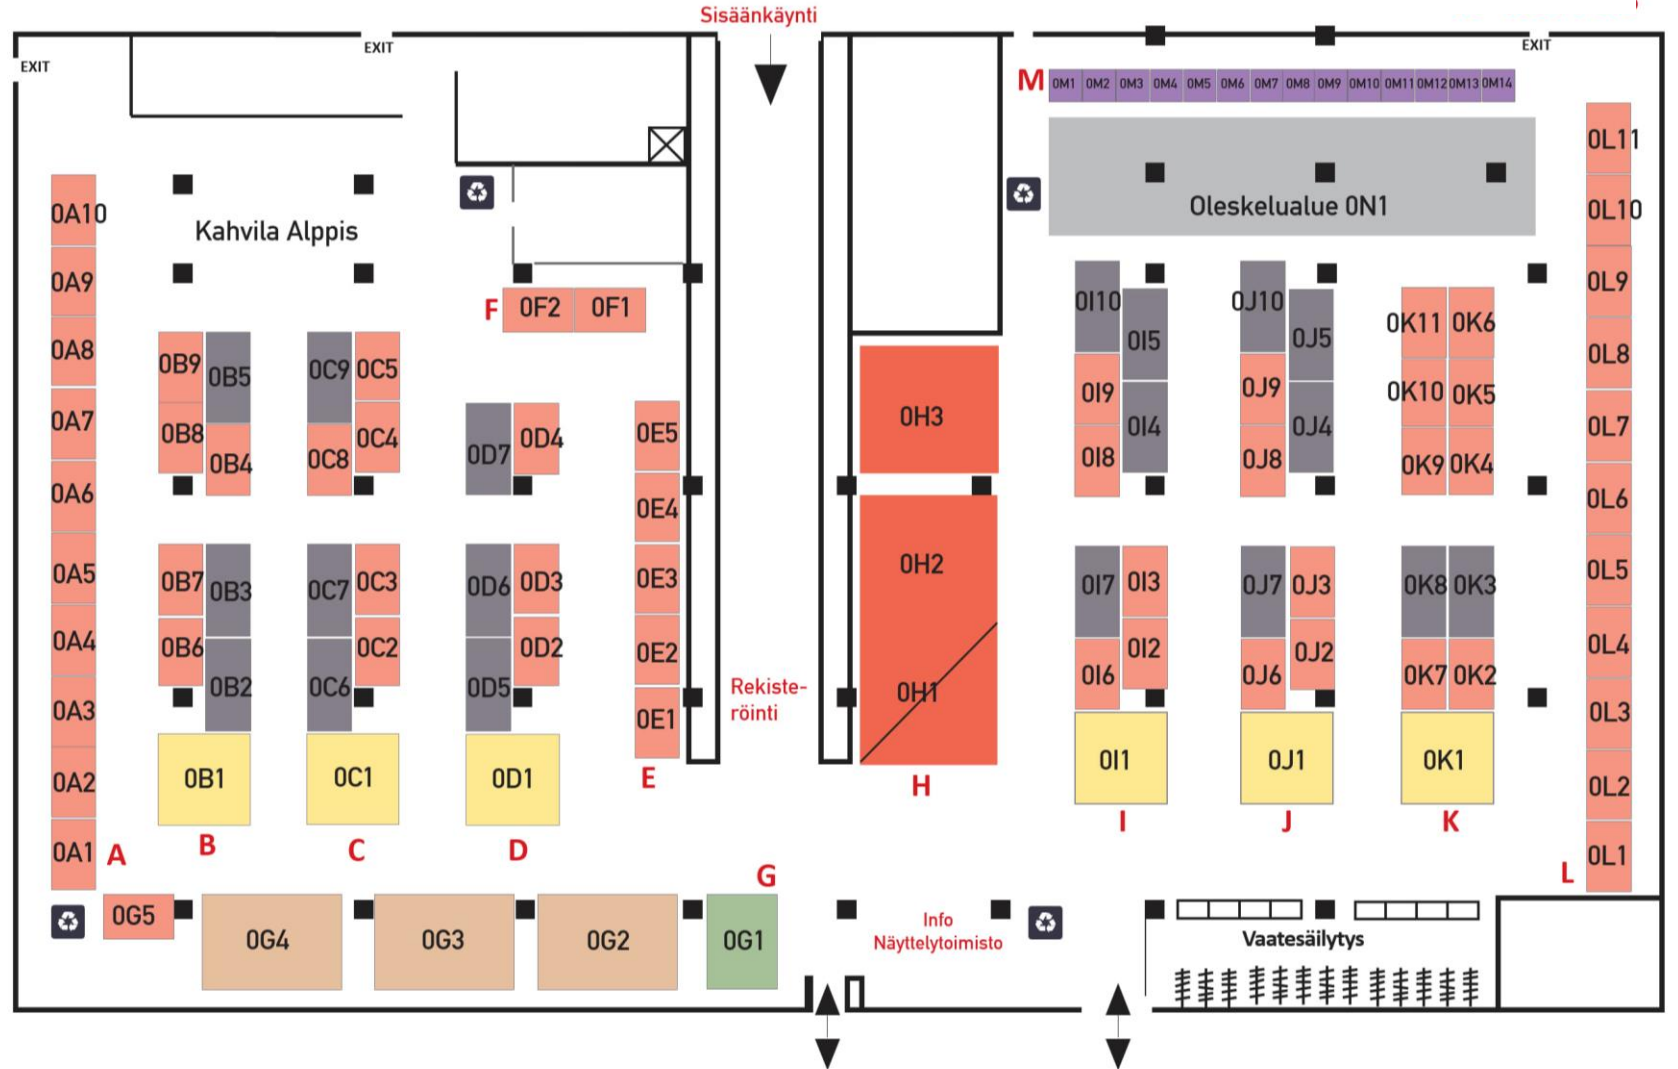 Sisäänkäynti
EXIT
EXIT
EXIT
M
0M1 0M2 0M3 0M4 0M5 0M6 0M7 0M8 0M9 0M10 0M11 0M12 0M13 0M14
Oleskelualue 0N1
Kahvila Alppis
0A10
0A9
0A8
0A7
0A6
0A5
0A4
0A3
0A2
0A1
A
0B9 0B5
0B8 0B4
0B7 0B3
0B6 0B2
0B1
B
0C9 0C5
0C8 0C4
0C7 0C3
0C6 0C2
0C1
C
0D7 0D4
0D6 0D3
0D5 0D2
0D1
D
F
0F2 0F1
0E5
0E4
0E3
0E2
0E1
E
Rekiste-
röinti
0H3
0H2
0H1
H
0I10 0I5
0I9 0I4
0I8
0I7 0I3
0I6 0I2
0I1
I
0J10 0J5
0J9 0J4
0J8
0J7 0J3
0J6 0J2
0J1
J
0K11 0K6
0K10 0K5
0K9 0K4
0K8 0K3
0K7 0K2
0K1
K
0L11
0L10
0L9
0L8
0L7
0L6
0L5
0L4
0L3
0L2
0L1
L
G
0G5
0G4
0G3
0G2
0G1
Info
Näyttelytoimisto
Vaatesäilytys